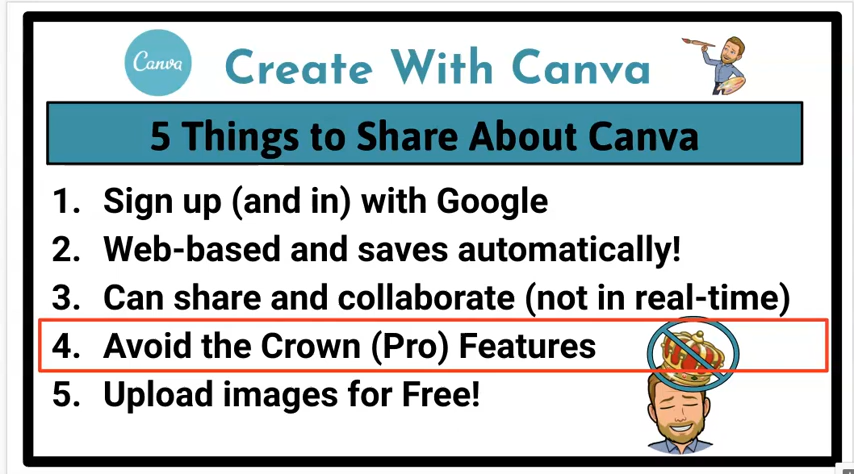 Canva
Create With Canva
5 Things to Share About Canva
1. Sign up (and in) with Google
2. Web-based and saves automatically!
3. Can share and collaborate (not in real-time)
4. Avoid the Crown (Pro) Features
5. Upload images for Free!